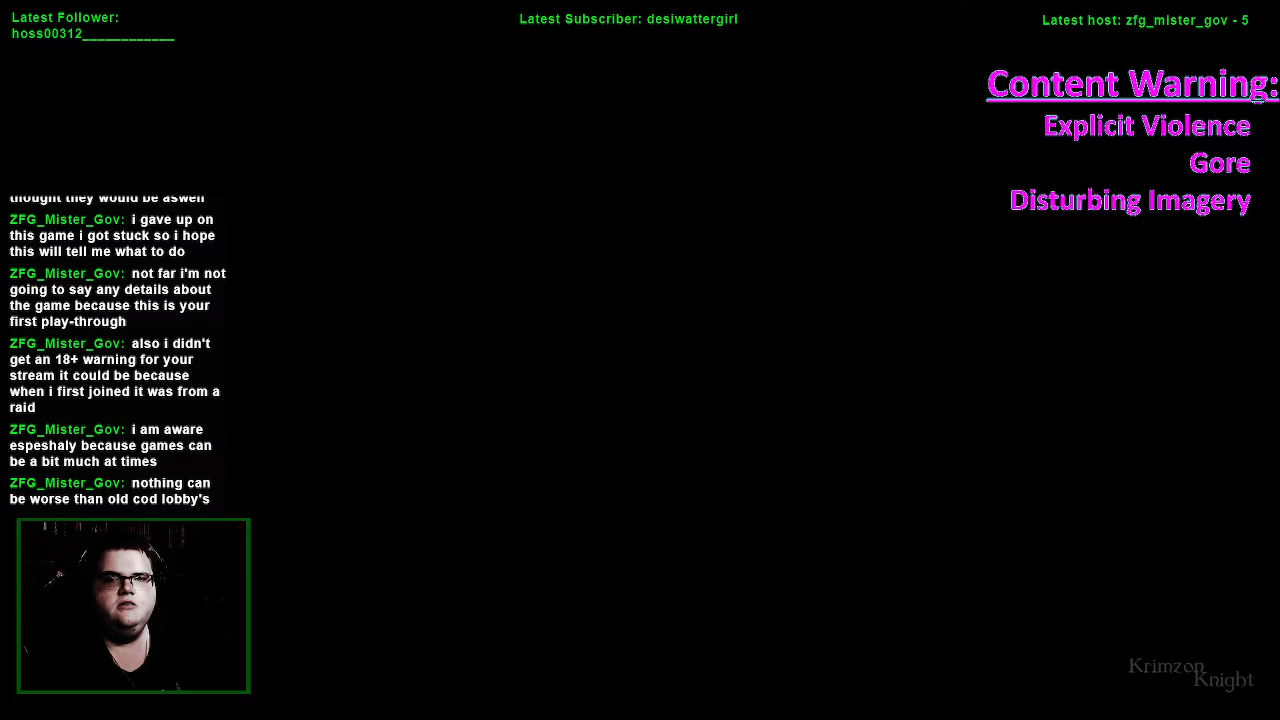 Latest Follower:
hoss00312____________
Latest Subscriber: desiwattergirl
Latest host: zfg_mister_gov - 5
Content Warning:
Explicit Violence
Gore
Disturbing Imagery
thought they would be aswell
ZFG_Mister_Gov: i gave up on
this game i got stuck so i hope
this will tell me what to do
ZFG_Mister_Gov: not far i'm not
going to say any details about
the game because this is your
first play-through
ZFG_Mister_Gov: also i didn't
get an 18+ warning for your
stream it could be because
when i first joined it was from a
raid
ZFG_Mister_Gov: i am aware
espeshaly because games can
be a bit much at times
ZFG_Mister_Gov: nothing can
be worse than old cod lobby's
Krimzon
Knight